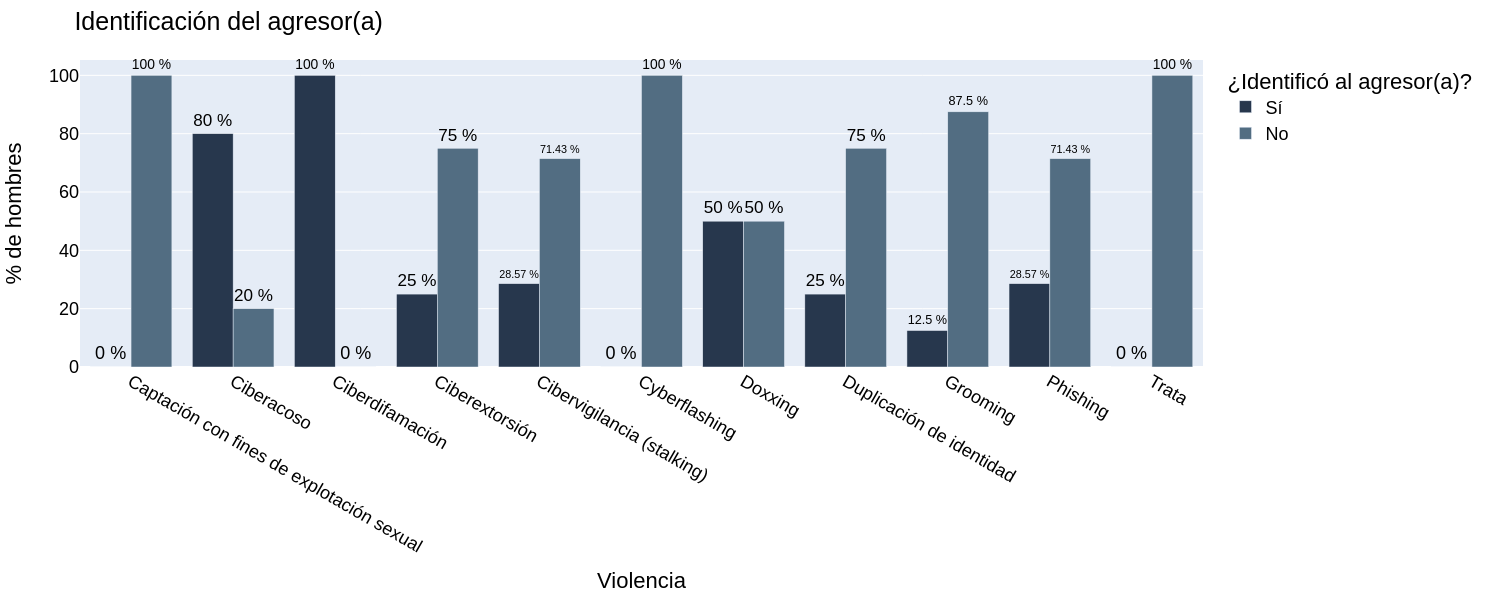 Identificación del agresor(a)
% de hombres
100
80
60
40
20
0
0 %
100 %
80 %
20 %
100 %
0 %
25 %
75 %
28.57 %
71.43 %
0 %
100 %
50 %
50 %
25 %
75 %
12.5 %
87.5 %
28.57 %
71.43 %
0 %
100 %
Captación con fines de explotación sexual
Ciberacoso
Ciberdifamación
Ciberextorsión
Cibervigilancia (stalking)
Cyberflashing
Doxxing
Duplicación de identidad
Grooming
Phishing
Trata
Violencia
¿Identificó al agresor(a)?
Sí
No